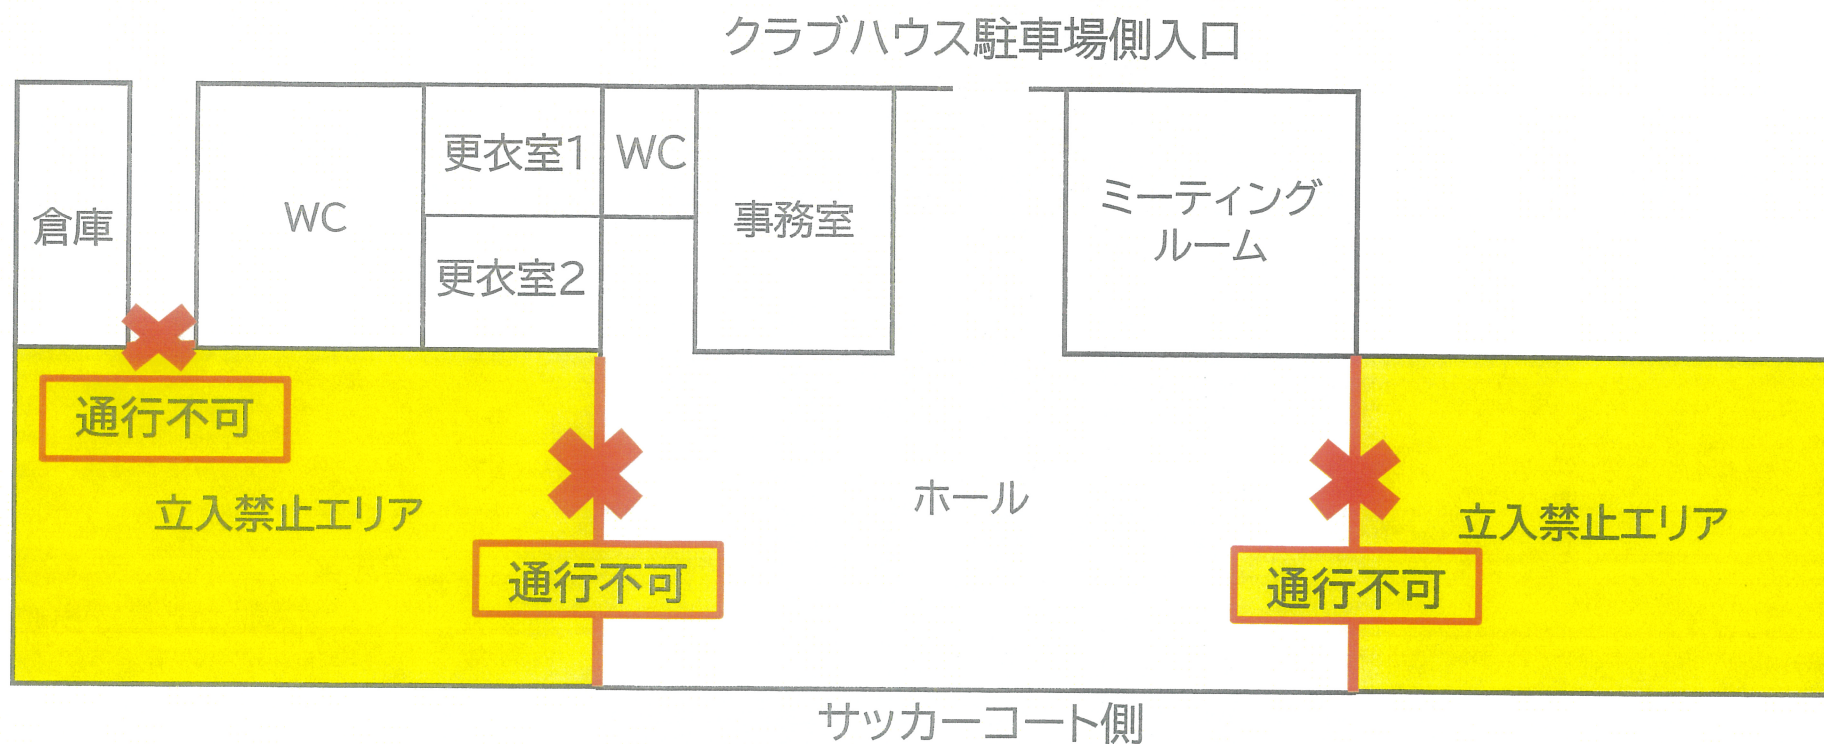 クラブハウス駐車場側入口
倉庫
WC
更衣室1
更衣室2
WC
事務室
ミーティング
ルーム
通行不可
立入禁止エリア
通行不可
ホール
通行不可
立入禁止エリア
サッカーコート側